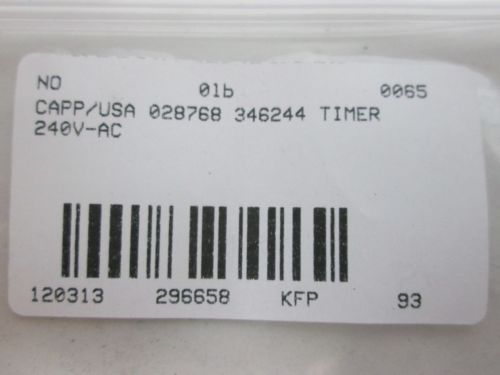 NO 01b 0065
CAPP/USA 028768 346244 TIMER
240V-AC
120313 296658 KFP 93